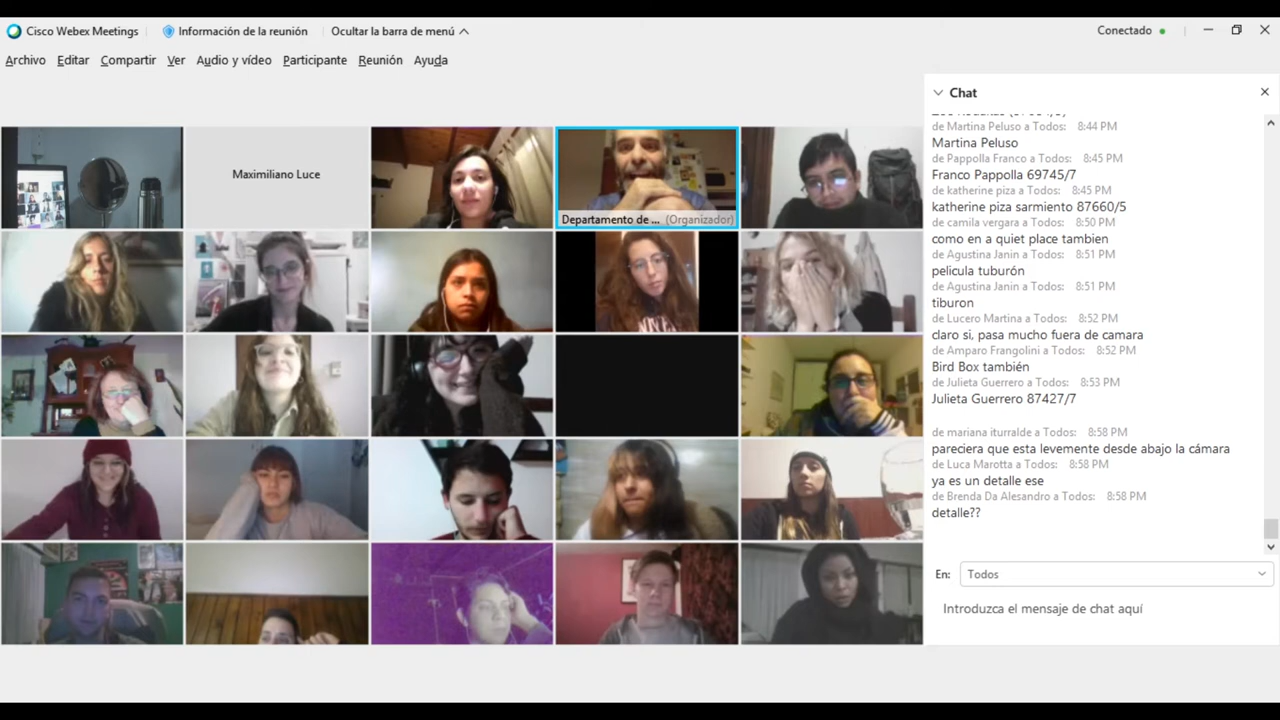 Cisco Webex Meetings
Información de la reunión
Ocultar la barra de menú
Conectado
Archivo Editar Compartir Ver Audio y vídeo Participante Reunión Ayuda
Maximiliano Luce
Departamento de ... (Organizador)
Chat
de Martina Peluso a Todos: 8:44 PM
Martina Peluso
de Pappolla Franco a Todos: 8:45 PM
Franco Pappolla 69745/7
de katherine piza a Todos: 8:45 PM
katherine piza sarmiento 87660/5
de camila vergara a Todos: 8:50 PM
como en a quiet place tambien
de Agustina Janin a Todos: 8:51 PM
pelicula tuburón
de Agustina Janin a Todos: 8:51 PM
tiburon
de Lucero Martina a Todos: 8:52 PM
claro si, pasa mucho fuera de camara
de Amparo Frangolini a Todos: 8:52 PM
Bird Box también
de Julieta Guerrero a Todos: 8:53 PM
Julieta Guerrero 87427/7
de mariana iturralde a Todos: 8:58 PM
pareciera que esta levemente desde abajo la cámara
de Luca Marotta a Todos: 8:58 PM
ya es un detalle ese
de Brenda Da Alesandro a Todos: 8:58 PM
detalle??
En: Todos
Introduzca el mensaje de chat aquí